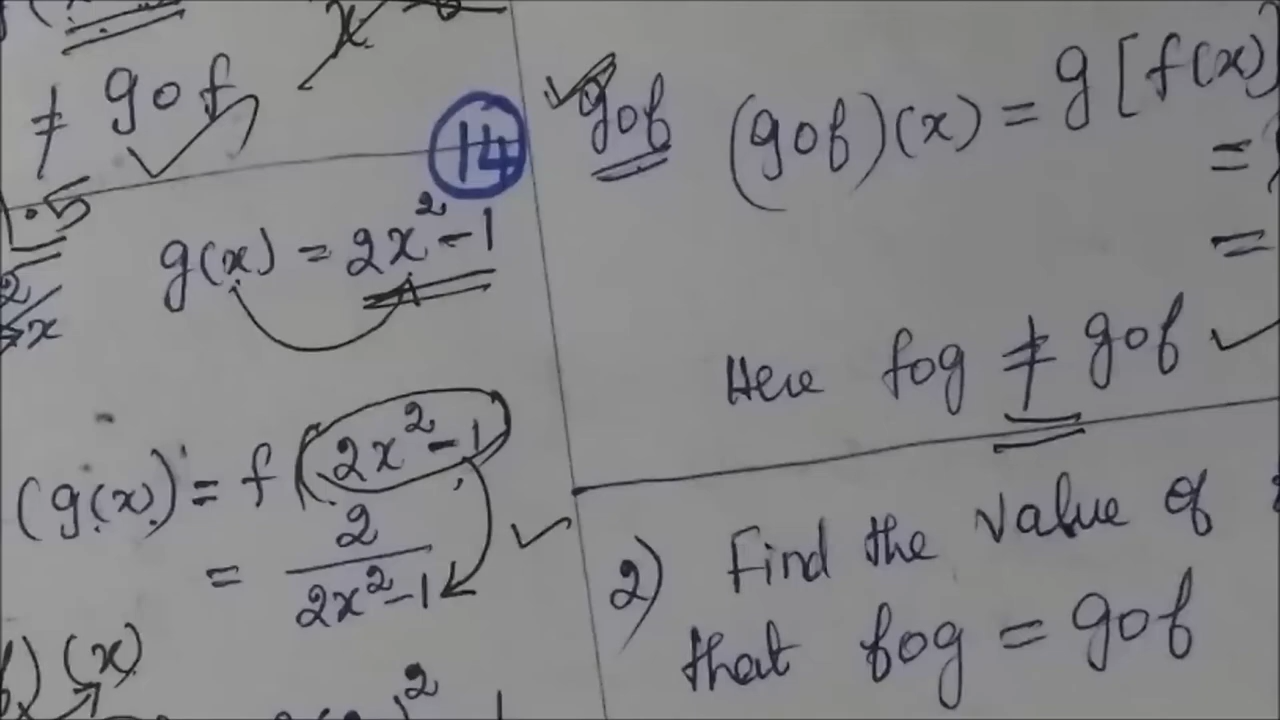 ≠ gof
x
14
g(x) = 2x² - 1
(g(x)) = f(2x² - 1)
= 2/(2x² - 1)
) (x)
gof (gof)(x) = g[f(x)
=
=
Here fog ≠ gof
2) Find the value of
that fog = gof